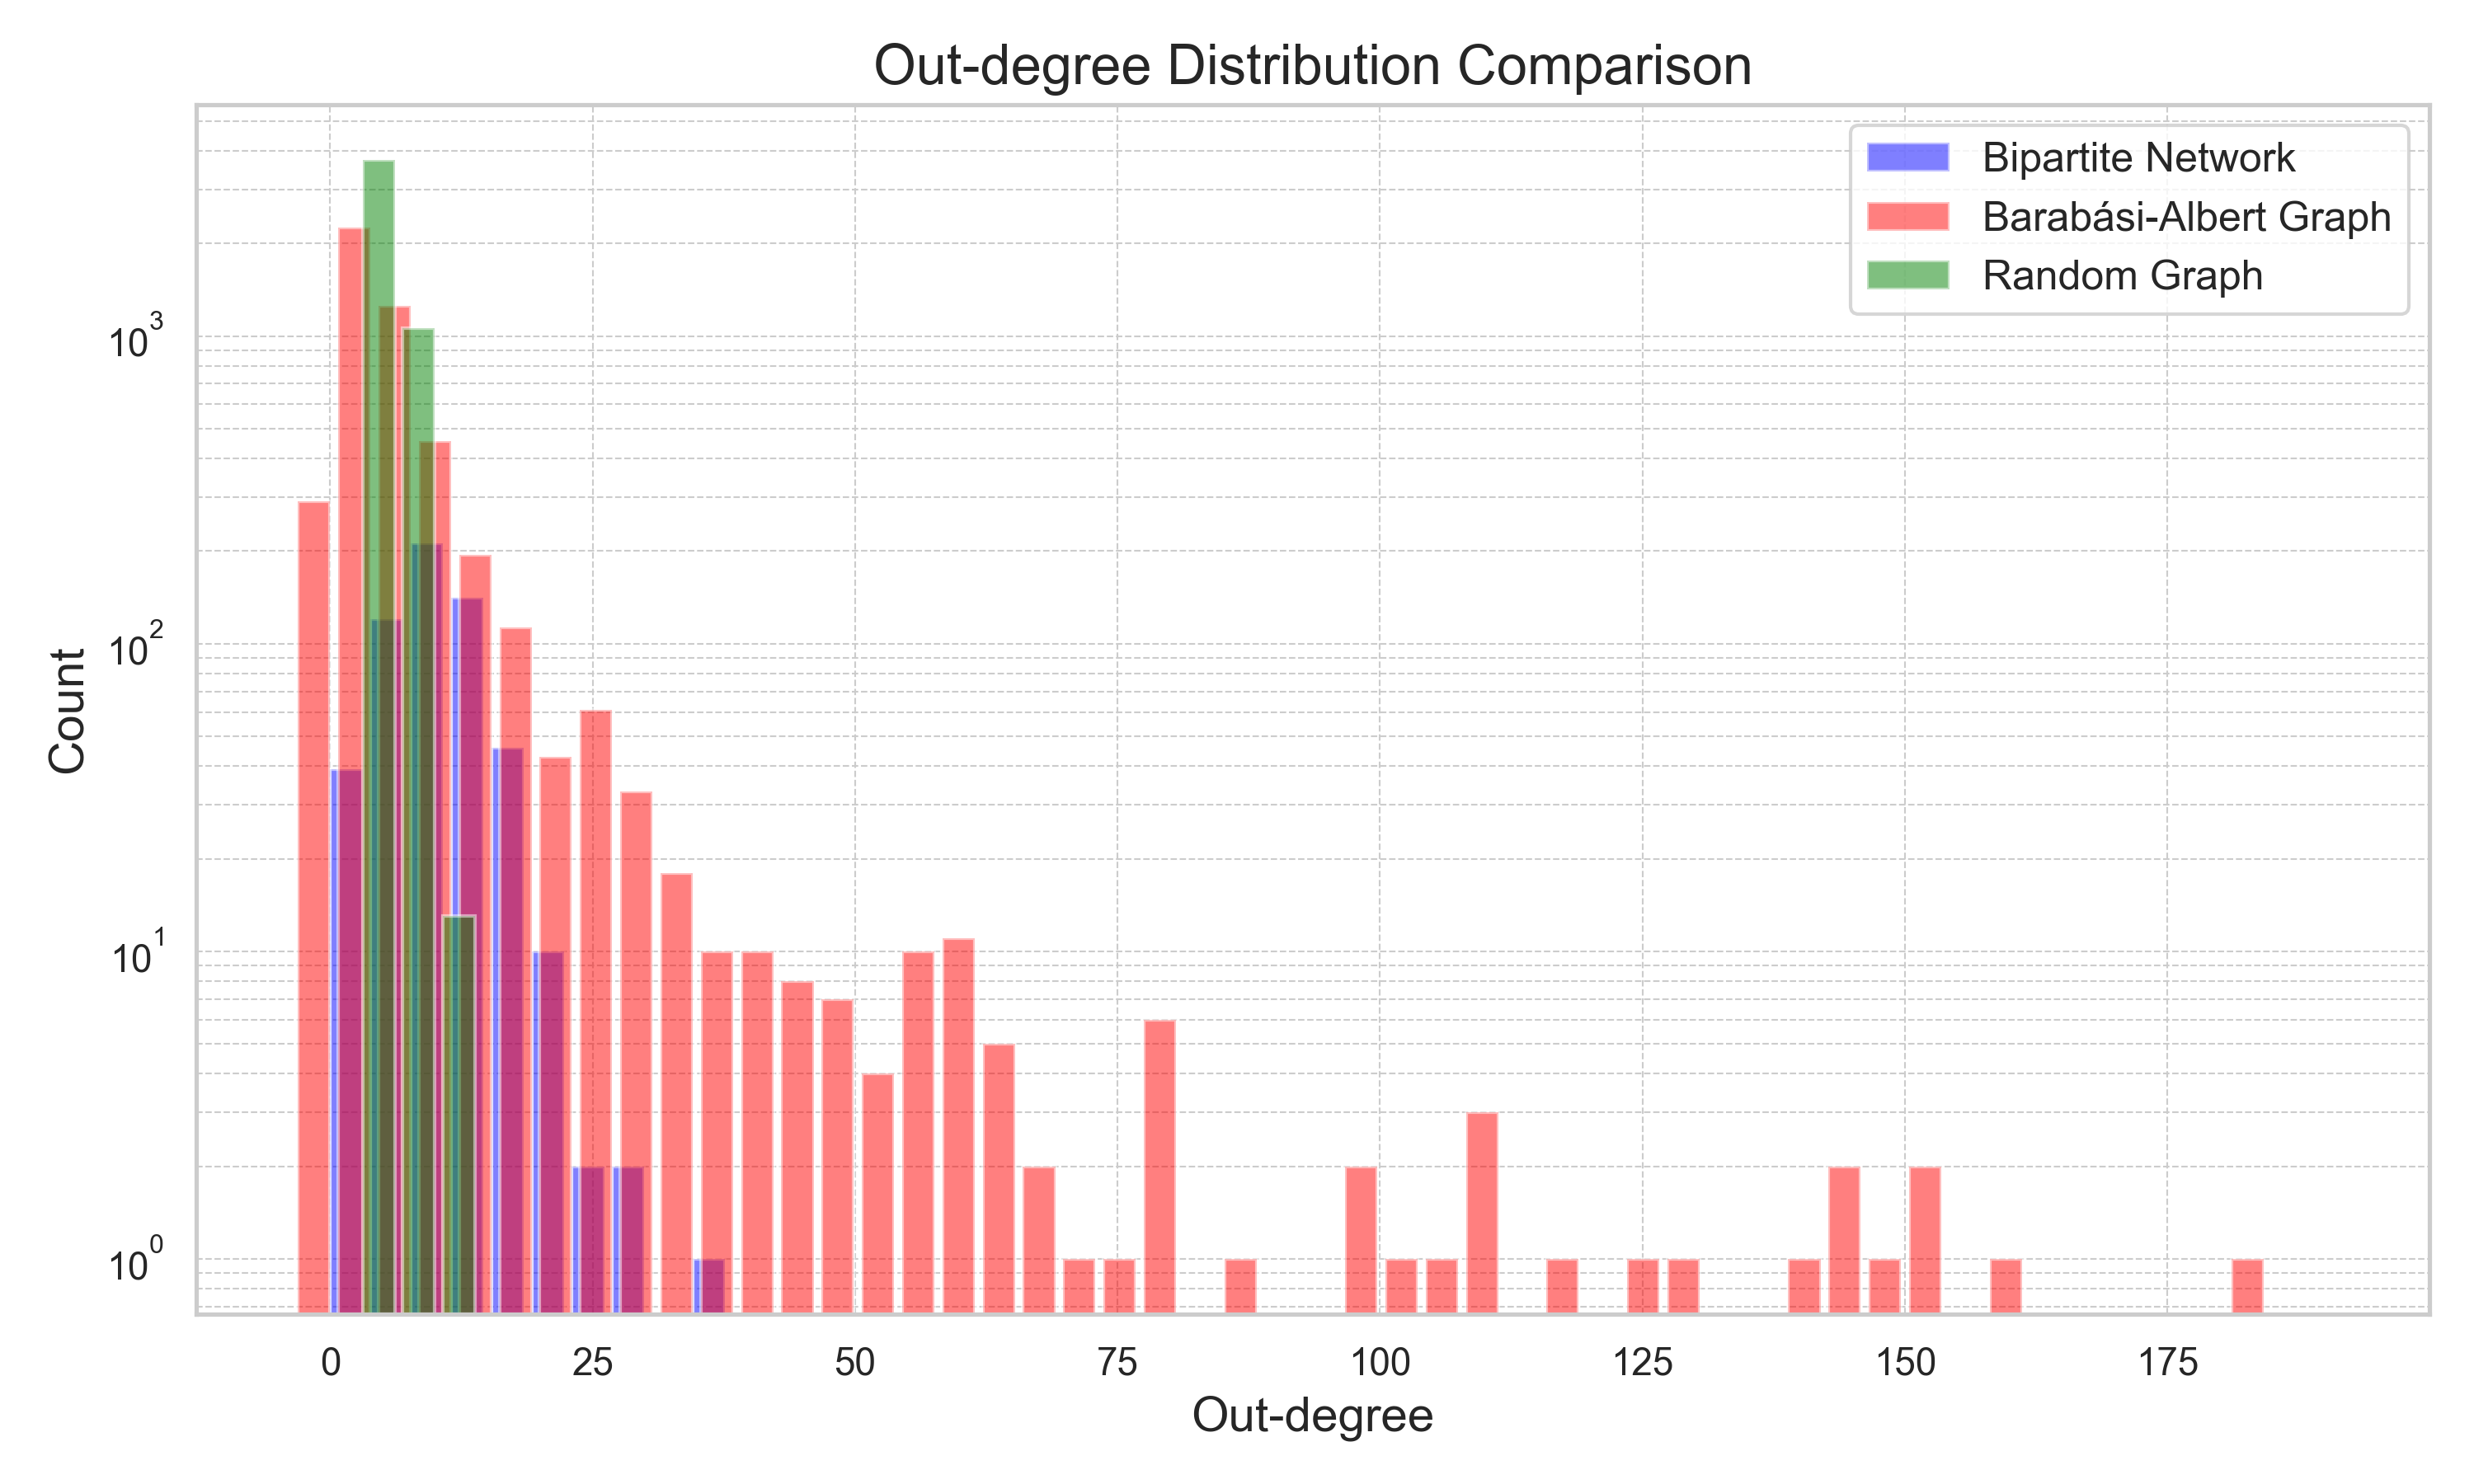 Out-degree Distribution Comparison
Bipartite Network
Barabási-Albert Graph
Random Graph
Count
10^3
10^2
10^1
10^0
0 25 50 75 100 125 150 175
Out-degree